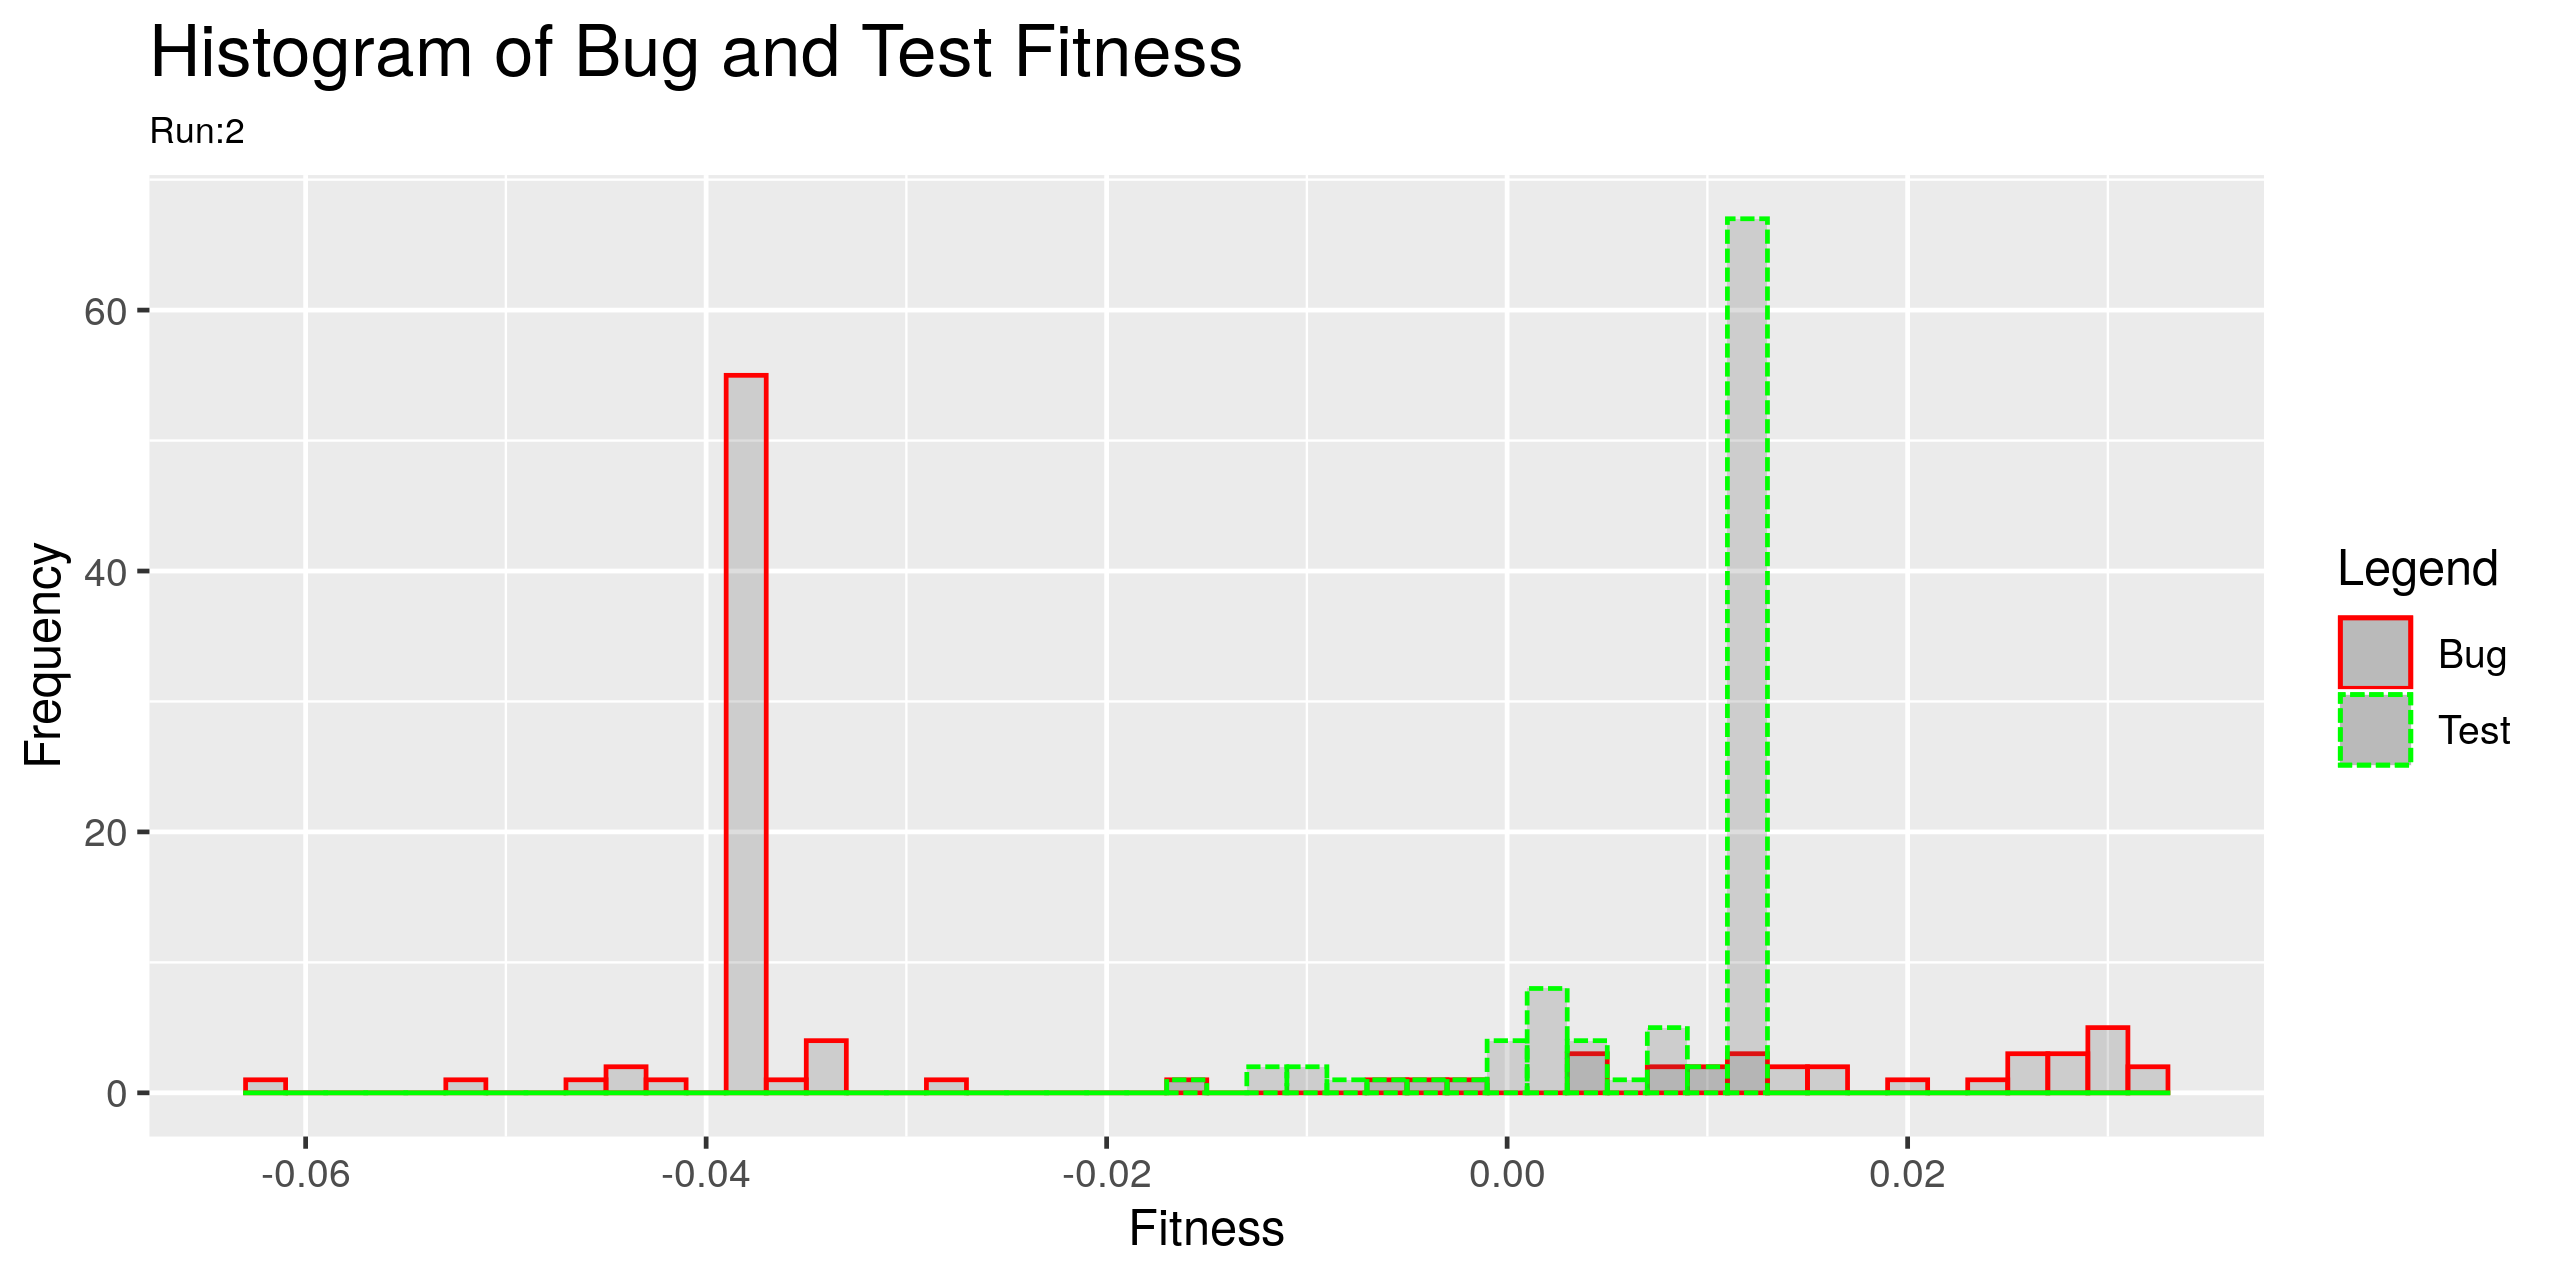 Histogram of Bug and Test Fitness
Run:2
Frequency
60
40
20
0
-0.06
-0.04
-0.02
0.00
0.02
Fitness
Legend
Bug
Test